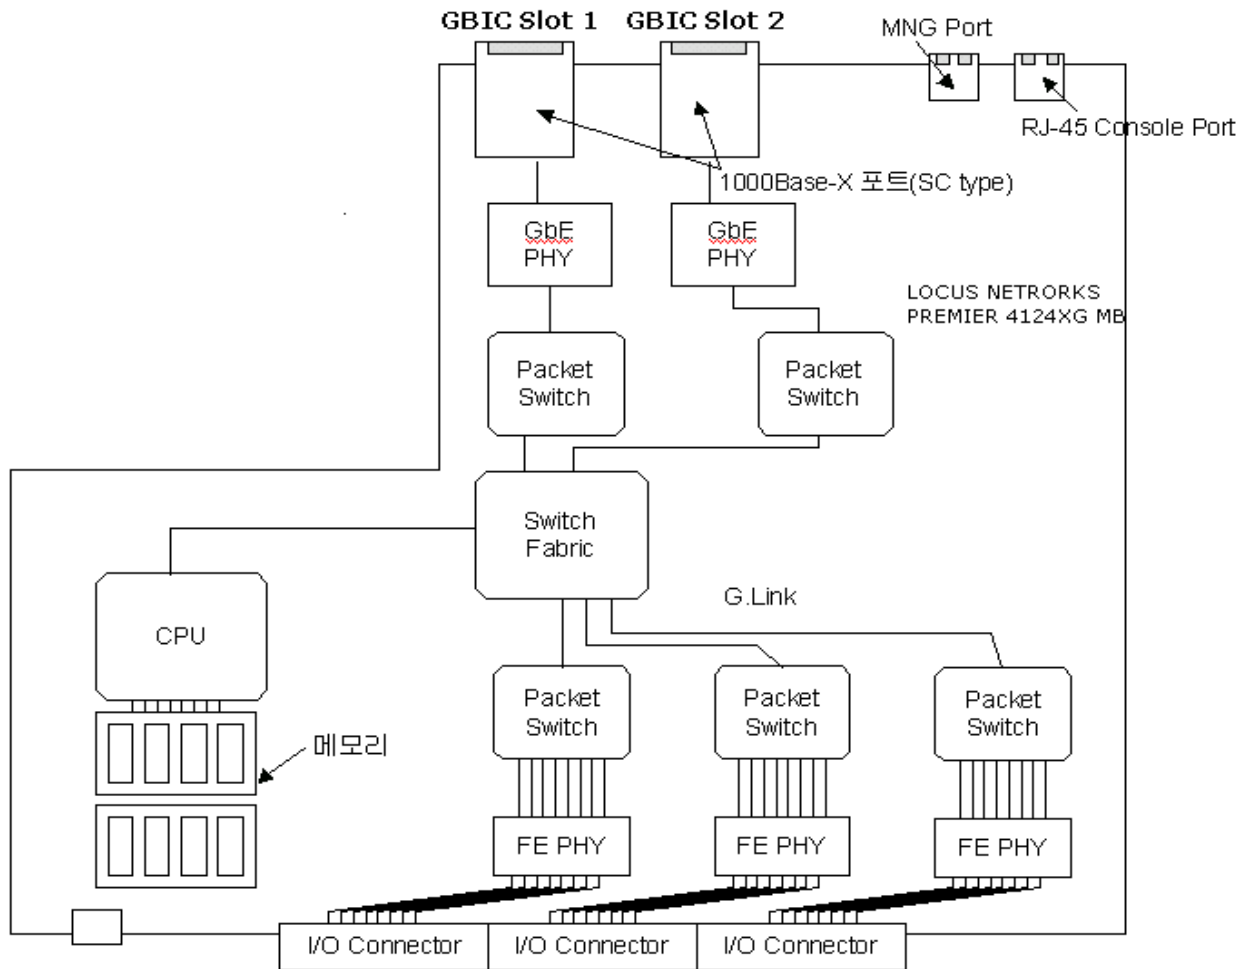 GBIC Slot 1
GBIC Slot 2
MNG Port
RJ-45 Console Port
1000Base-X 포트(SC type)
GbE
PHY
GbE
PHY
LOCUS NETRORKS
PREMIER 4124XG MB
Packet
Switch
Packet
Switch
Switch
Fabric
G.Link
CPU
Packet
Switch
Packet
Switch
Packet
Switch
메모리
FE PHY
FE PHY
FE PHY
I/O Connector
I/O Connector
I/O Connector